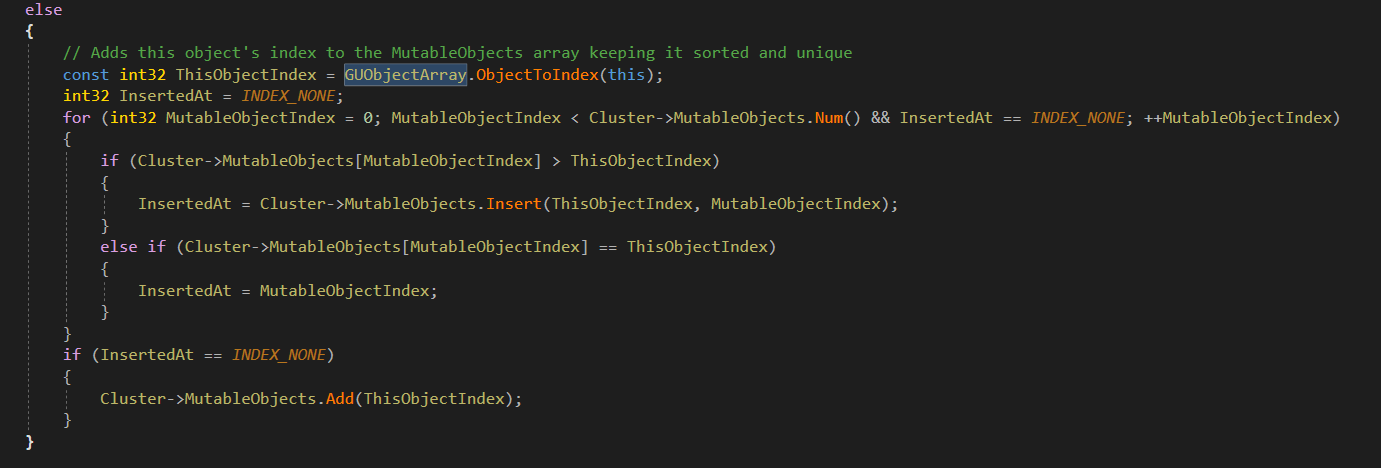 else
{
// Adds this object's index to the MutableObjects array keeping it sorted and unique
const int32 ThisObjectIndex = GUObjectArray.ObjectToIndex(this);
int32 InsertedAt = INDEX_NONE;
for (int32 MutableObjectIndex = 0; MutableObjectIndex < Cluster->MutableObjects.Num() && InsertedAt == INDEX_NONE; ++MutableObjectIndex)
{
if (Cluster->MutableObjects[MutableObjectIndex] > ThisObjectIndex)
{
InsertedAt = Cluster->MutableObjects.Insert(ThisObjectIndex, MutableObjectIndex);
}
else if (Cluster->MutableObjects[MutableObjectIndex] == ThisObjectIndex)
{
InsertedAt = MutableObjectIndex;
}
}
if (InsertedAt == INDEX_NONE)
{
Cluster->MutableObjects.Add(ThisObjectIndex);
}
}